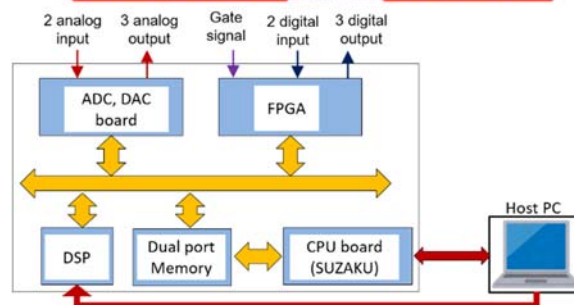 2 analog
input
3 analog
output
Gate
signal
2 digital
input
3 digital
output
ADC, DAC
board
FPGA
DSP
Dual port
Memory
CPU board
(SUZAKU)
Host PC